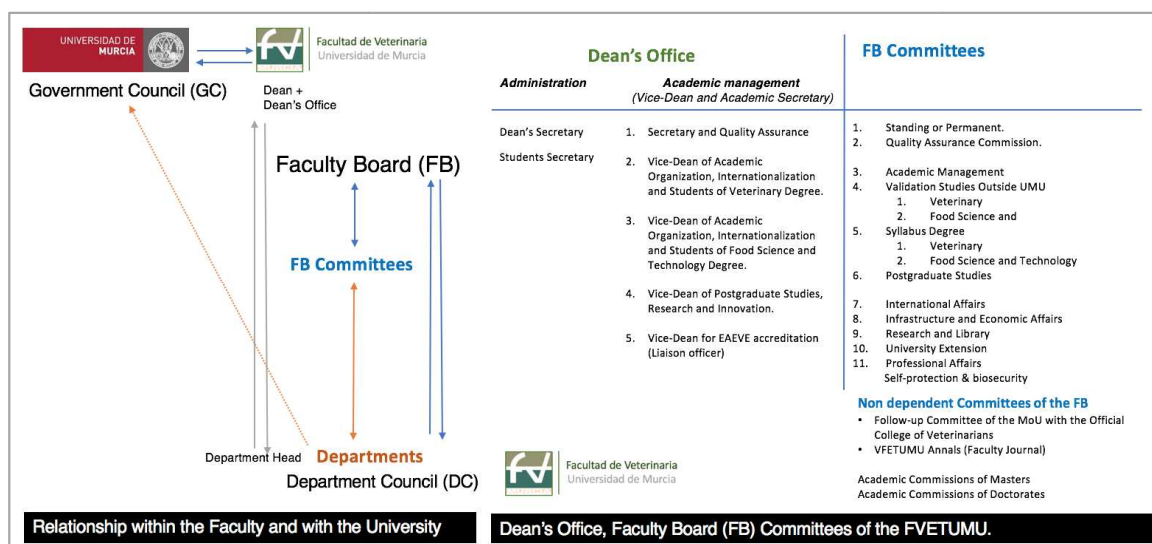 UNIVERSIDAD DE
MURCIA
Facultad de Veterinaria
Universidad de Murcia
Government Council (GC)
Dean +
Dean's Office
Faculty Board (FB)
FB Committees
Department Head
Departments
Department Council (DC)
Relationship within the Faculty and with the University
Dean's Office
Administration
Academic management
(Vice-Dean and Academic Secretary)
Dean's Secretary
Students Secretary
1. Secretary and Quality Assurance
2. Vice-Dean of Academic
Organization, Internationalization
and Students of Veterinary Degree.
3. Vice-Dean of Academic
Organization, Internationalization
and Students of Food Science and
Technology Degree.
4. Vice-Dean of Postgraduate Studies,
Research and Innovation.
5. Vice-Dean for EAEVE accreditation
(Liaison officer)
FB Committees
1. Standing or Permanent.
2. Quality Assurance Commission.
3. Academic Management
4. Validation Studies Outside UMU
1. Veterinary
2. Food Science and
5. Syllabus Degree
1. Veterinary
2. Food Science and Technology
6. Postgraduate Studies
7. International Affairs
8. Infrastructure and Economic Affairs
9. Research and Library
10. University Extension
11. Professional Affairs
Self-protection & biosecurity
Non dependent Committees of the FB
• Follow-up Committee of the MoU with the Official
College of Veterinarians
• VFETUMU Annals (Faculty Journal)
Academic Commissions of Masters
Academic Commissions of Doctorates
Facultad de Veterinaria
Universidad de Murcia
Dean's Office, Faculty Board (FB) Committees of the FVETUMU.